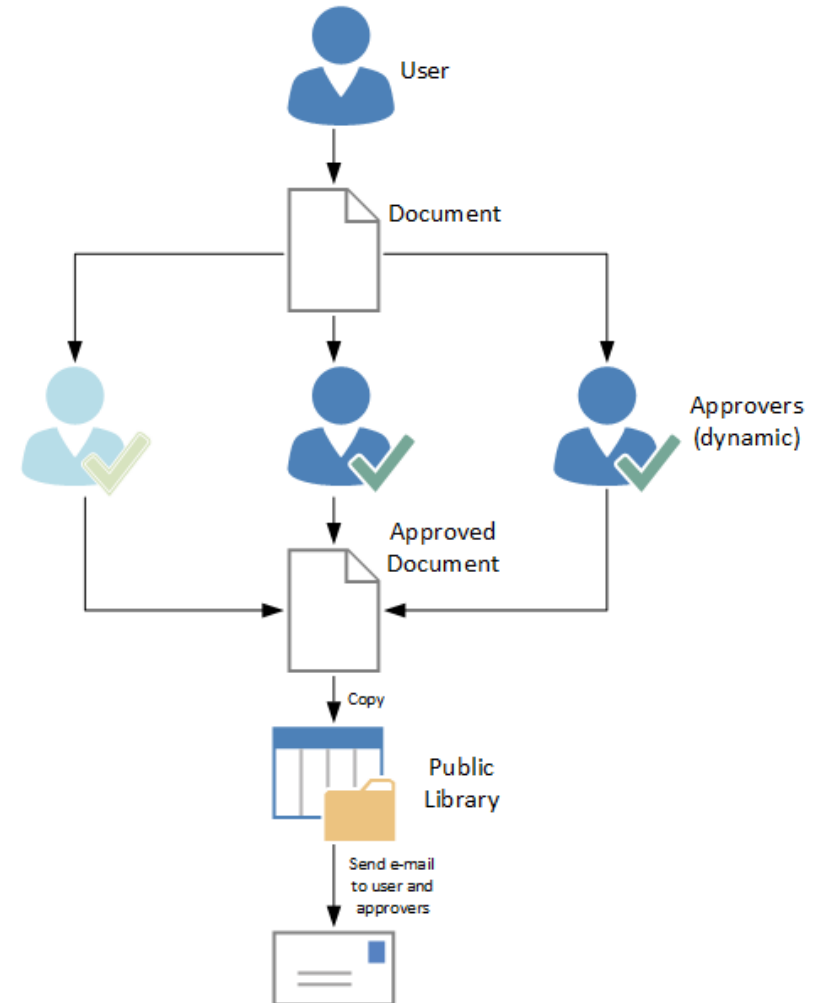 User
Document
Approvers
(dynamic)
Approved
Document
Copy
Public
Library
Send e-mail
to user and
approvers